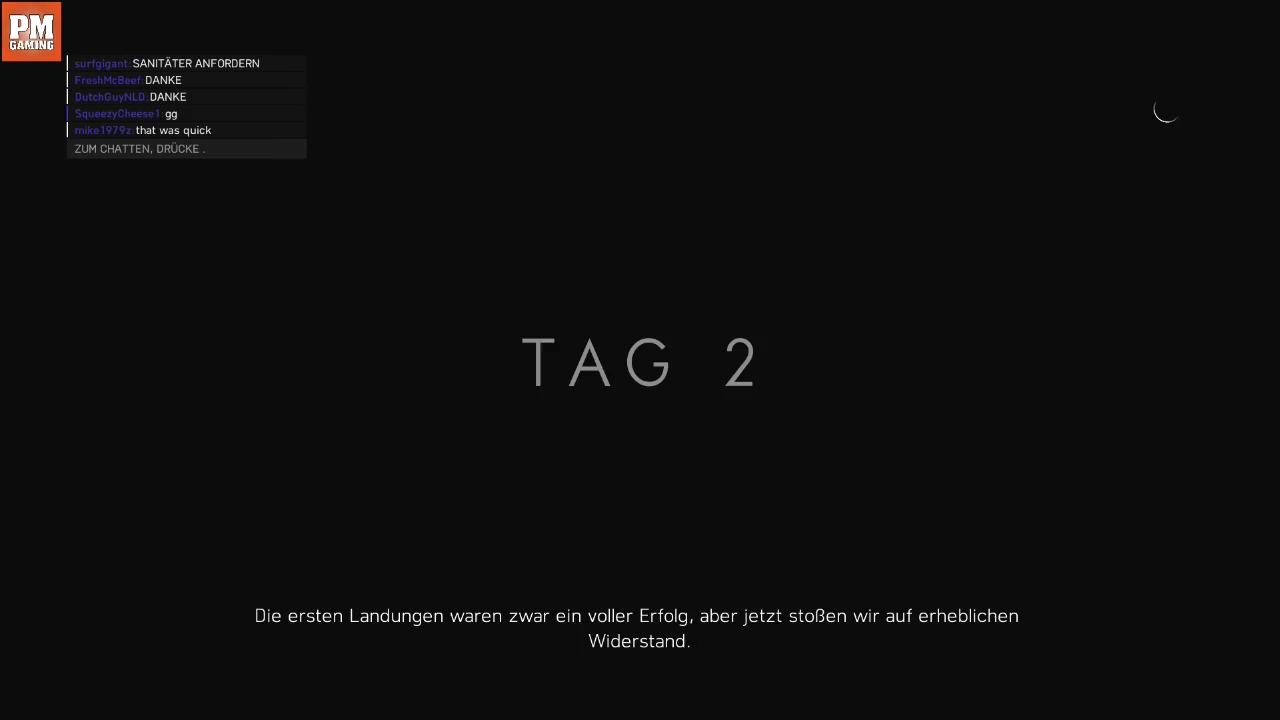 PM
GAMING
surfgigant: SANITÄTER ANFORDERN
FreshMcBeef: DANKE
DutchGuyNLD: DANKE
SqueezyCheese1: gg
mike1979z: that was quick
ZUM CHATTEN, DRÜCKE .
TAG 2
Die ersten Landungen waren zwar ein voller Erfolg, aber jetzt stoßen wir auf erheblichen
Widerstand.